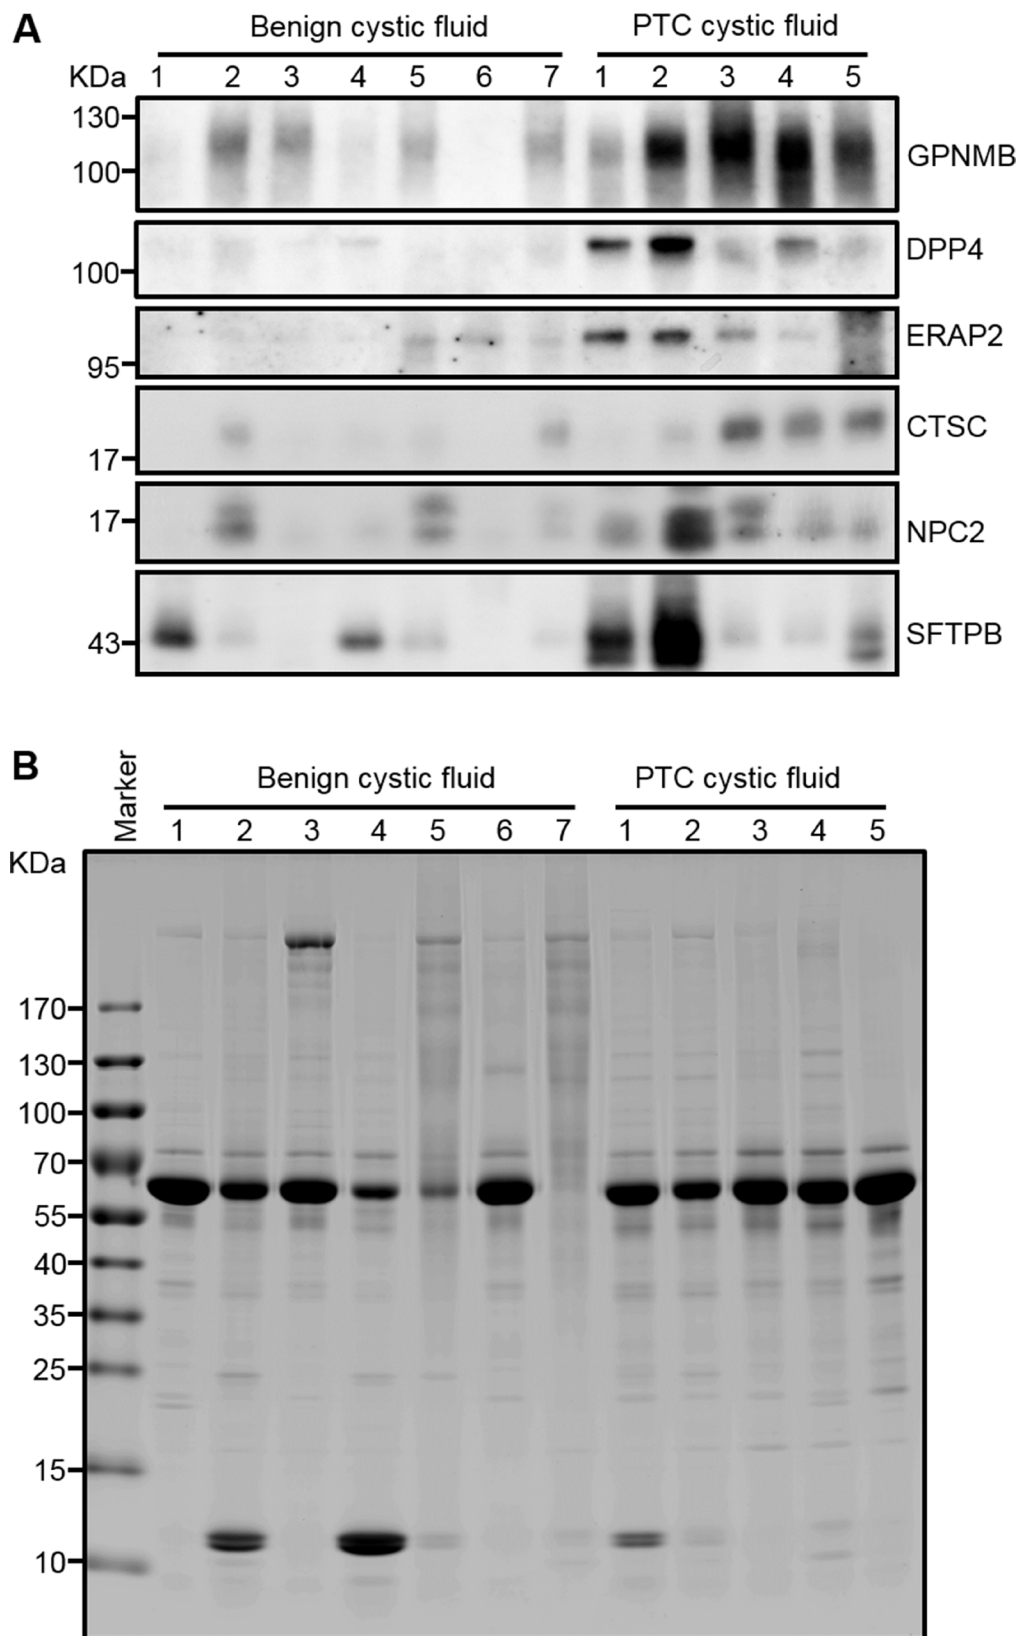 A
Benign cystic fluid
PTC cystic fluid
KDa 1 2 3 4 5 6 7 1 2 3 4 5
130
100
GPNMB
100
DPP4
95
ERAP2
17
CTSC
17
NPC2
43
SFTPB
B
Marker
Benign cystic fluid
PTC cystic fluid
1 2 3 4 5 6 7 1 2 3 4 5
KDa
170
130
100
70
55
40
35
25
15
10